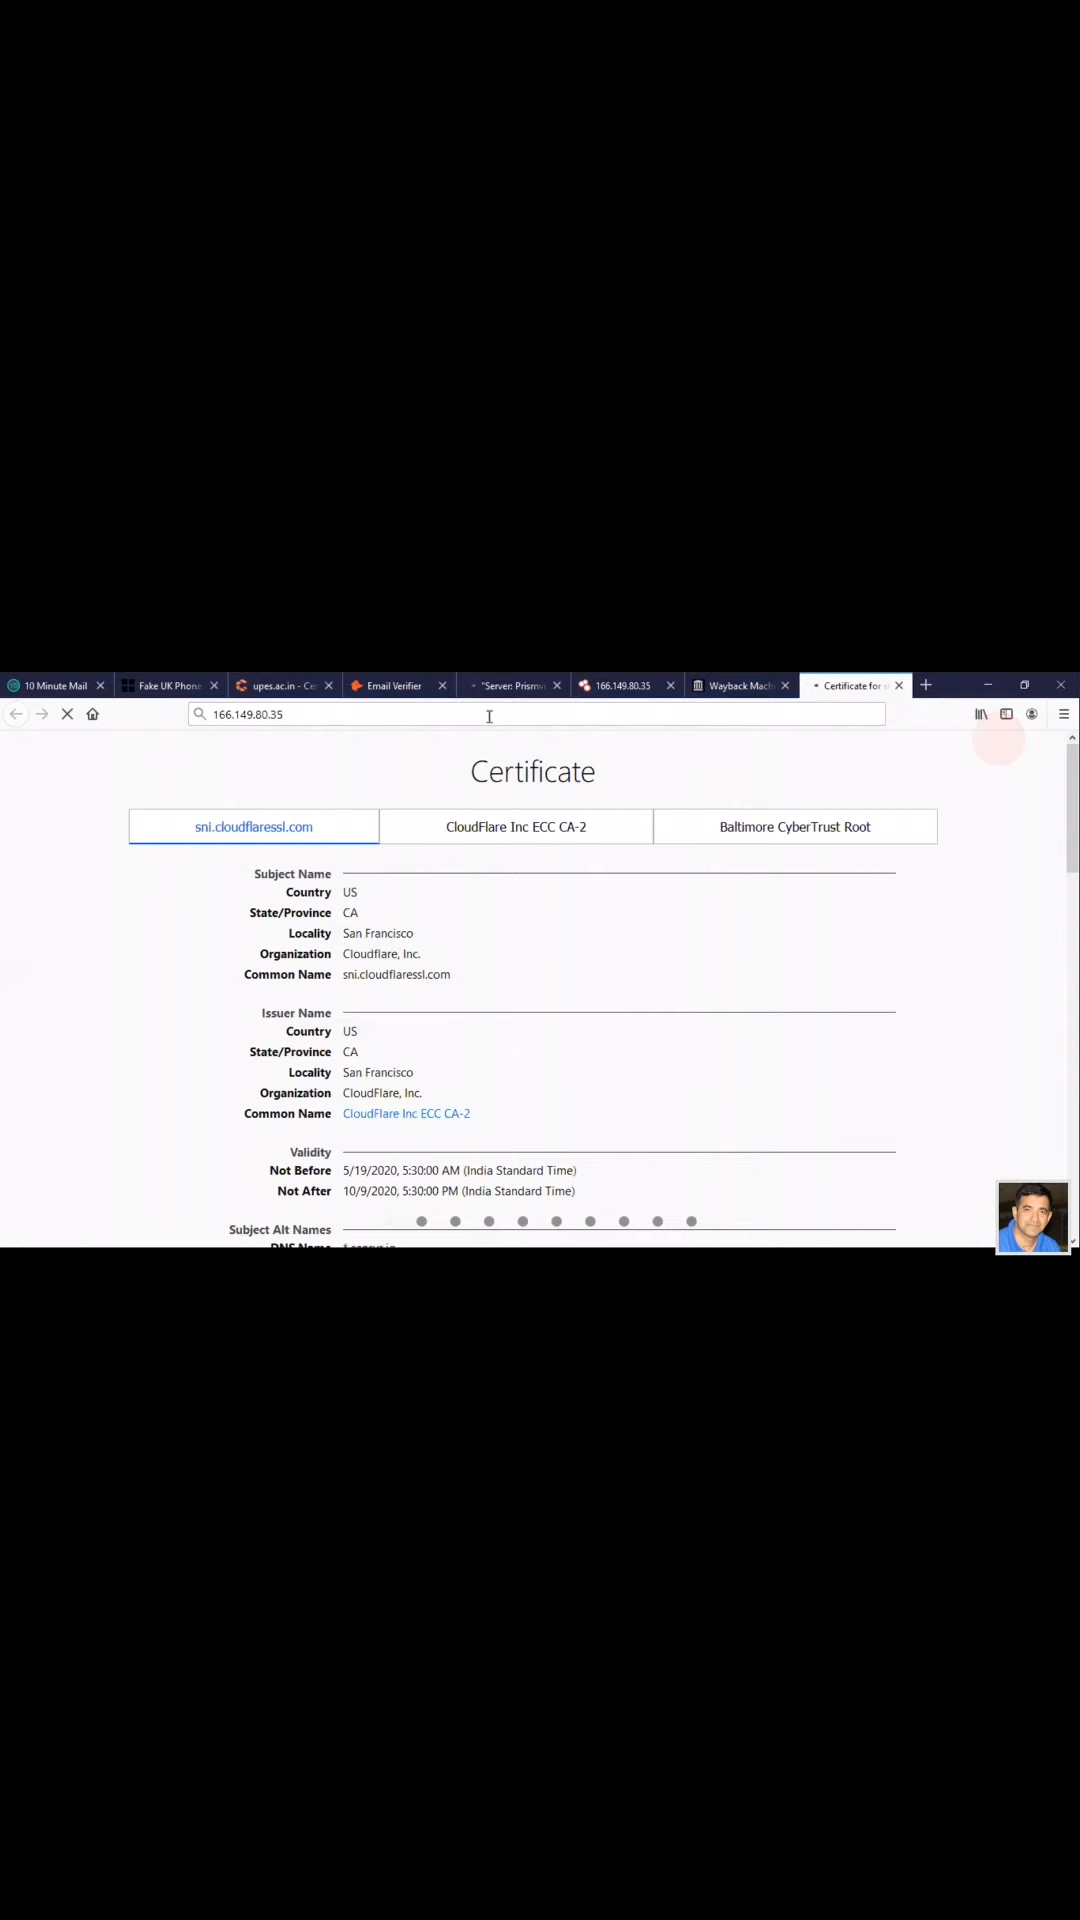 10 Minute Mail
Fake UK Phone
upes.ac.in - Cer
Email Verifier
"Server: Prismvi
166.149.80.35
Wayback Mach
Certificate for s
166.149.80.35
Certificate
sni.cloudflaressl.com
CloudFlare Inc ECC CA-2
Baltimore CyberTrust Root
Subject Name
Country US
State/Province CA
Locality San Francisco
Organization Cloudflare, Inc.
Common Name sni.cloudflaressl.com
Issuer Name
Country US
State/Province CA
Locality San Francisco
Organization CloudFlare, Inc.
Common Name CloudFlare Inc ECC CA-2
Validity
Not Before 5/19/2020, 5:30:00 AM (India Standard Time)
Not After 10/9/2020, 5:30:00 PM (India Standard Time)
Subject Alt Names
DNS Name *.censys.io